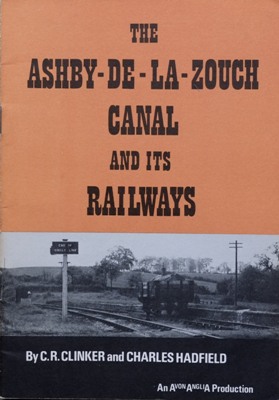 THE
ASHBY-DE-LA-ZOUCH
CANAL
AND ITS
RAILWAYS
By C.R. CLINKER and CHARLES HADFIELD
An AVON ANGLIA Production